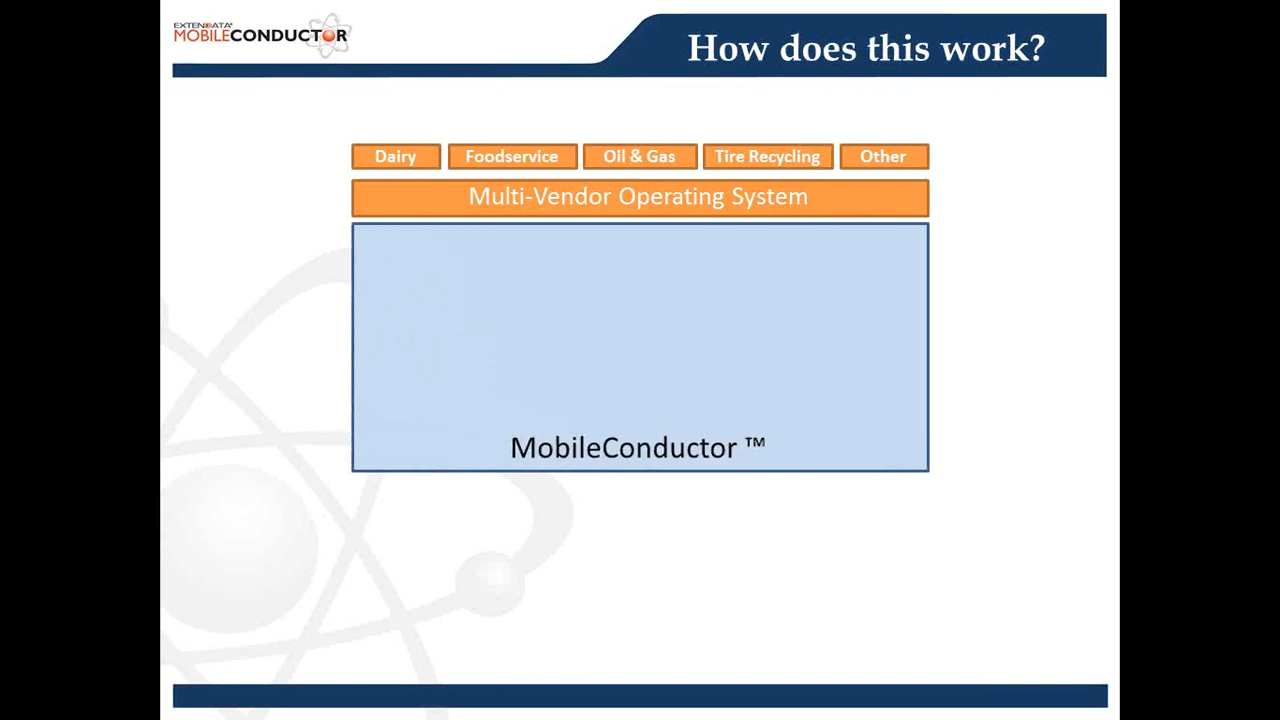 EXTENDATA®
MOBILECONDUCTOR
How does this work?
Dairy
Foodservice
Oil & Gas
Tire Recycling
Other
Multi-Vendor Operating System
MobileConductor ™